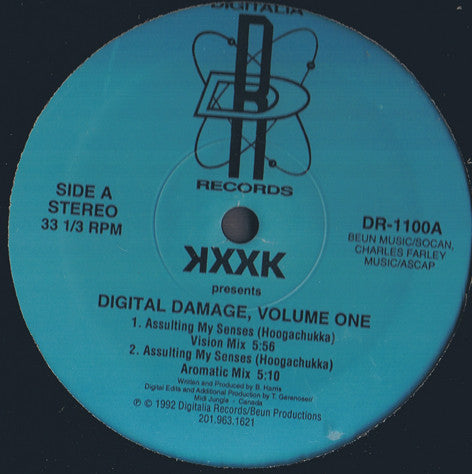 DIGITALIA
DR
RECORDS
SIDE A
STEREO
33 1/3 RPM
DR-1100A
BEUN MUSIC/SOCAN,
CHARLES FARLEY
MUSIC/ASCAP
KXXK
presents
DIGITAL DAMAGE, VOLUME ONE
1. Assulting My Senses (Hoogachukka)
Vision Mix 5:56
2. Assulting My Senses (Hoogachukka)
Aromatic Mix 5:10
Written and Produced by B. Harris
Digital Edits and Additional Production by T. Gerenoseir/
Midi Jungle - Canada
℗ © 1992 Digitalia Records/Beun Productions
201.963.1621